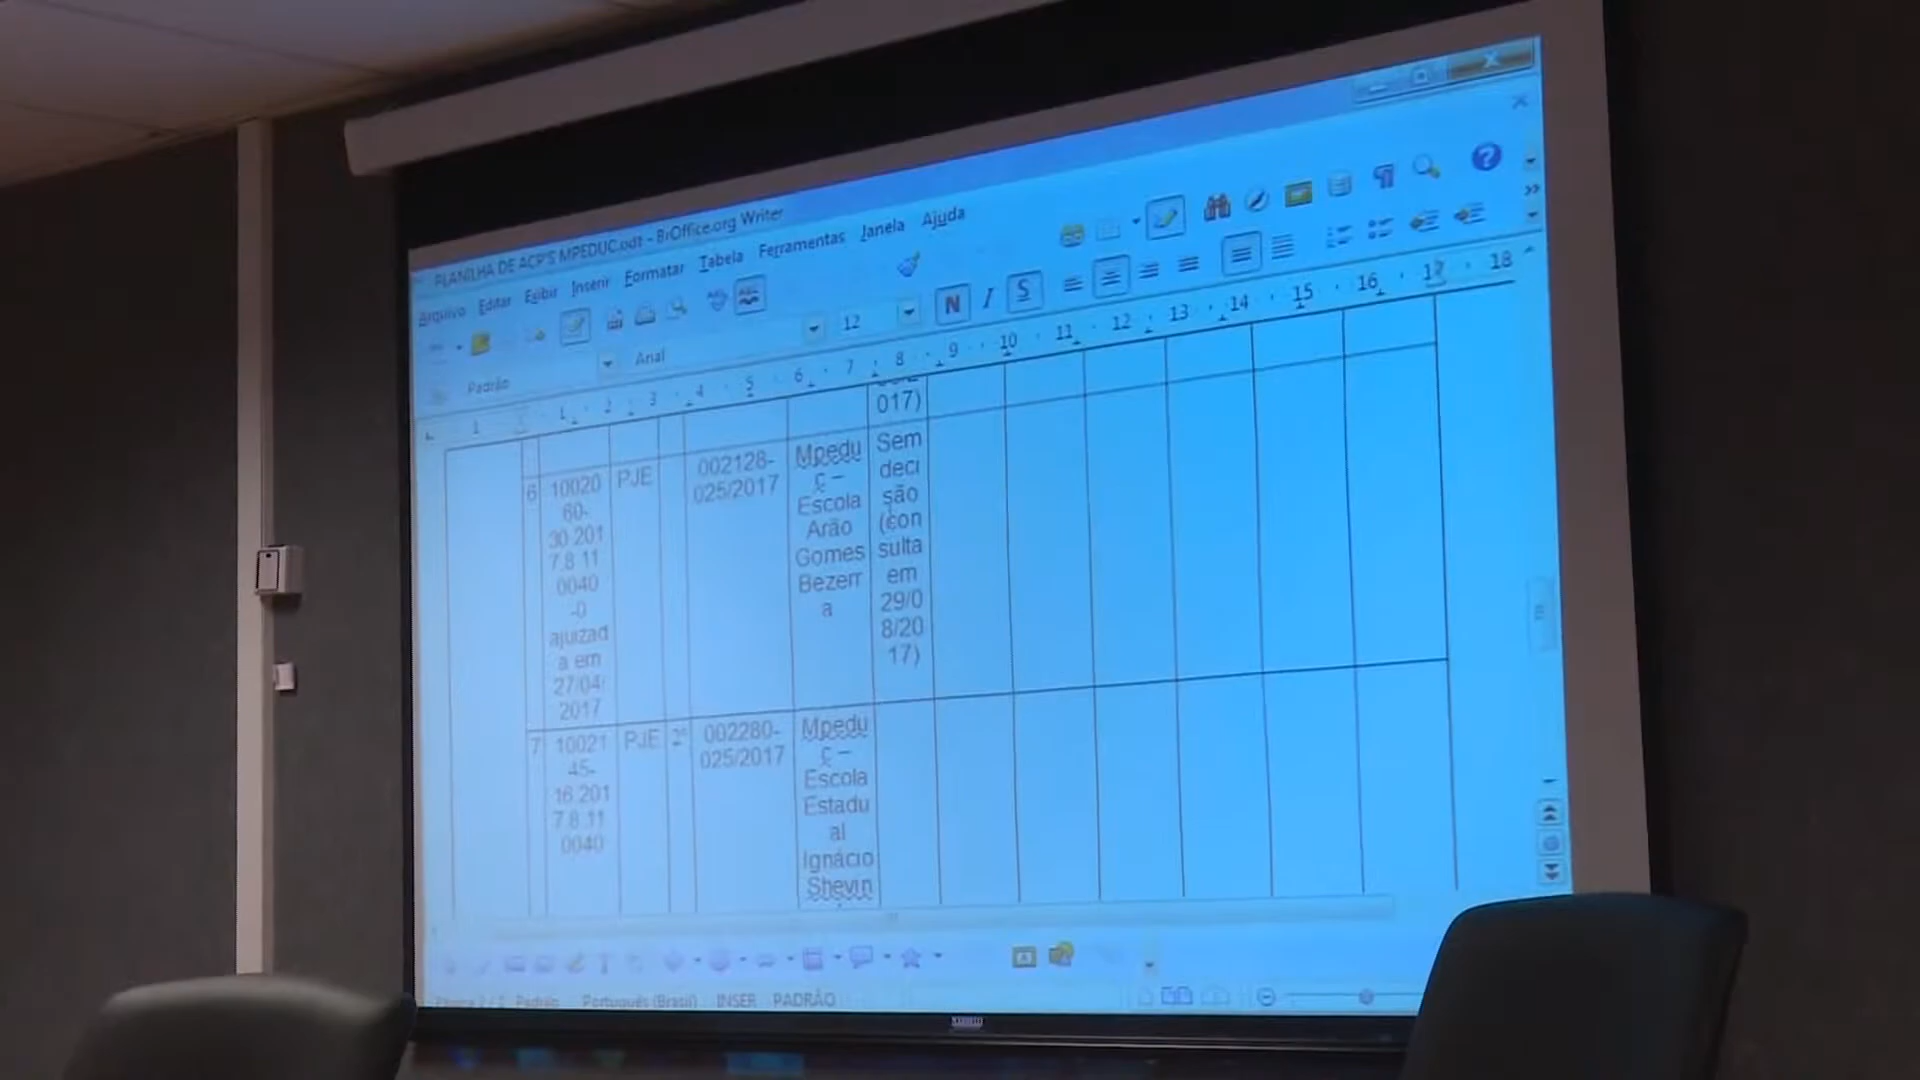 PLANILHA DE ACP'S MPEDUC.odt - BrOffice.org Writer
Arquivo Editar Exibir Inserir Formatar Tabela Ferramentas Janela Ajuda
Padrão Arial 12 N I S
1 1 2 3 4 5 6 7 8 9 10 11 12 13 14 15 16 17 18
017)
6
10020
60-
30.201
7.8.11
0040
-0
ajuizad
a em
27/04/
2017
PJE
002128-
025/2017
Mpedu
c –
Escola
Arão
Gomes
Bezerr
a
Sem
deci
são
(con
sulta
em
29/0
8/20
17)
7
10021
45-
16.201
7.8.11
0040
PJE
2ª
002280-
025/2017
Mpedu
c –
Escola
Estadu
al
Ignácio
Shevin
Padrão Português (Brasil) INSER PADRÃO